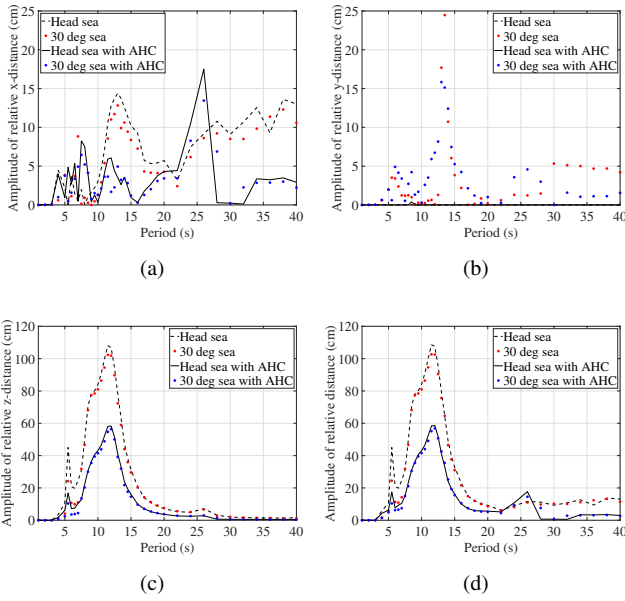 Amplitude of relative x-distance (cm)
25
20
15
10
5
0
5 10 15 20 25 30 35 40
Period (s)
Head sea
30 deg sea
Head sea with AHC
30 deg sea with AHC
(a)
Amplitude of relative y-distance (cm)
25
20
15
10
5
0
5 10 15 20 25 30 35 40
Period (s)
Head sea
30 deg sea
Head sea with AHC
30 deg sea with AHC
(b)
Amplitude of relative z-distance (cm)
120
100
80
60
40
20
0
5 10 15 20 25 30 35 40
Period (s)
Head sea
30 deg sea
Head sea with AHC
30 deg sea with AHC
(c)
Amplitude of relative distance (cm)
120
100
80
60
40
20
0
5 10 15 20 25 30 35 40
Period (s)
Head sea
30 deg sea
Head sea with AHC
30 deg sea with AHC
(d)